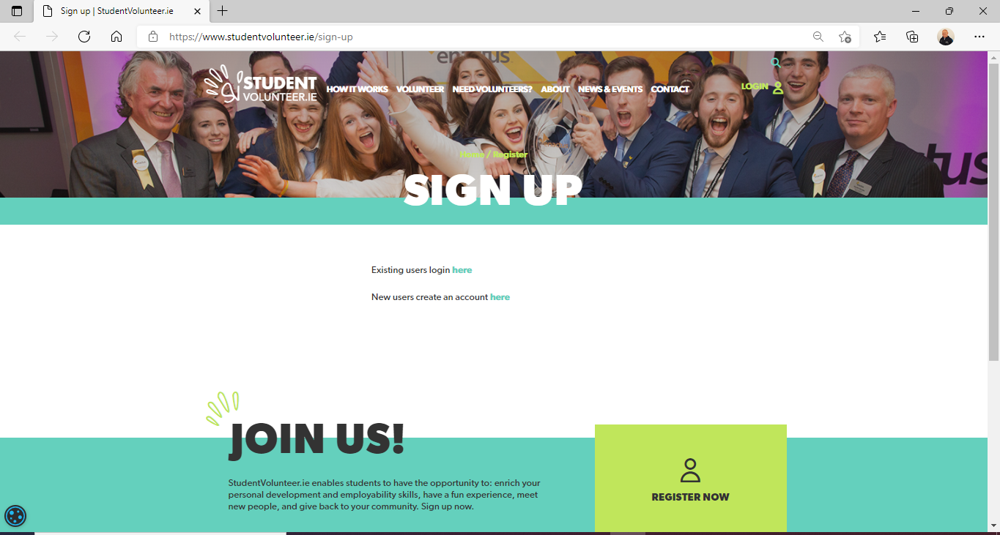 Sign up | StudentVolunteer.ie
https://www.studentvolunteer.ie/sign-up
enactus
STUDENT
VOLUNTEER.IE
HOW IT WORKS VOLUNTEER NEED VOLUNTEERS? ABOUT NEWS & EVENTS CONTACT
LOGIN
Home / Register
SIGN UP
Existing users login here
New users create an account here
JOIN US!
StudentVolunteer.ie enables students to have the opportunity to: enrich your
personal development and employability skills, have a fun experience, meet
new people, and give back to your community. Sign up now.
REGISTER NOW